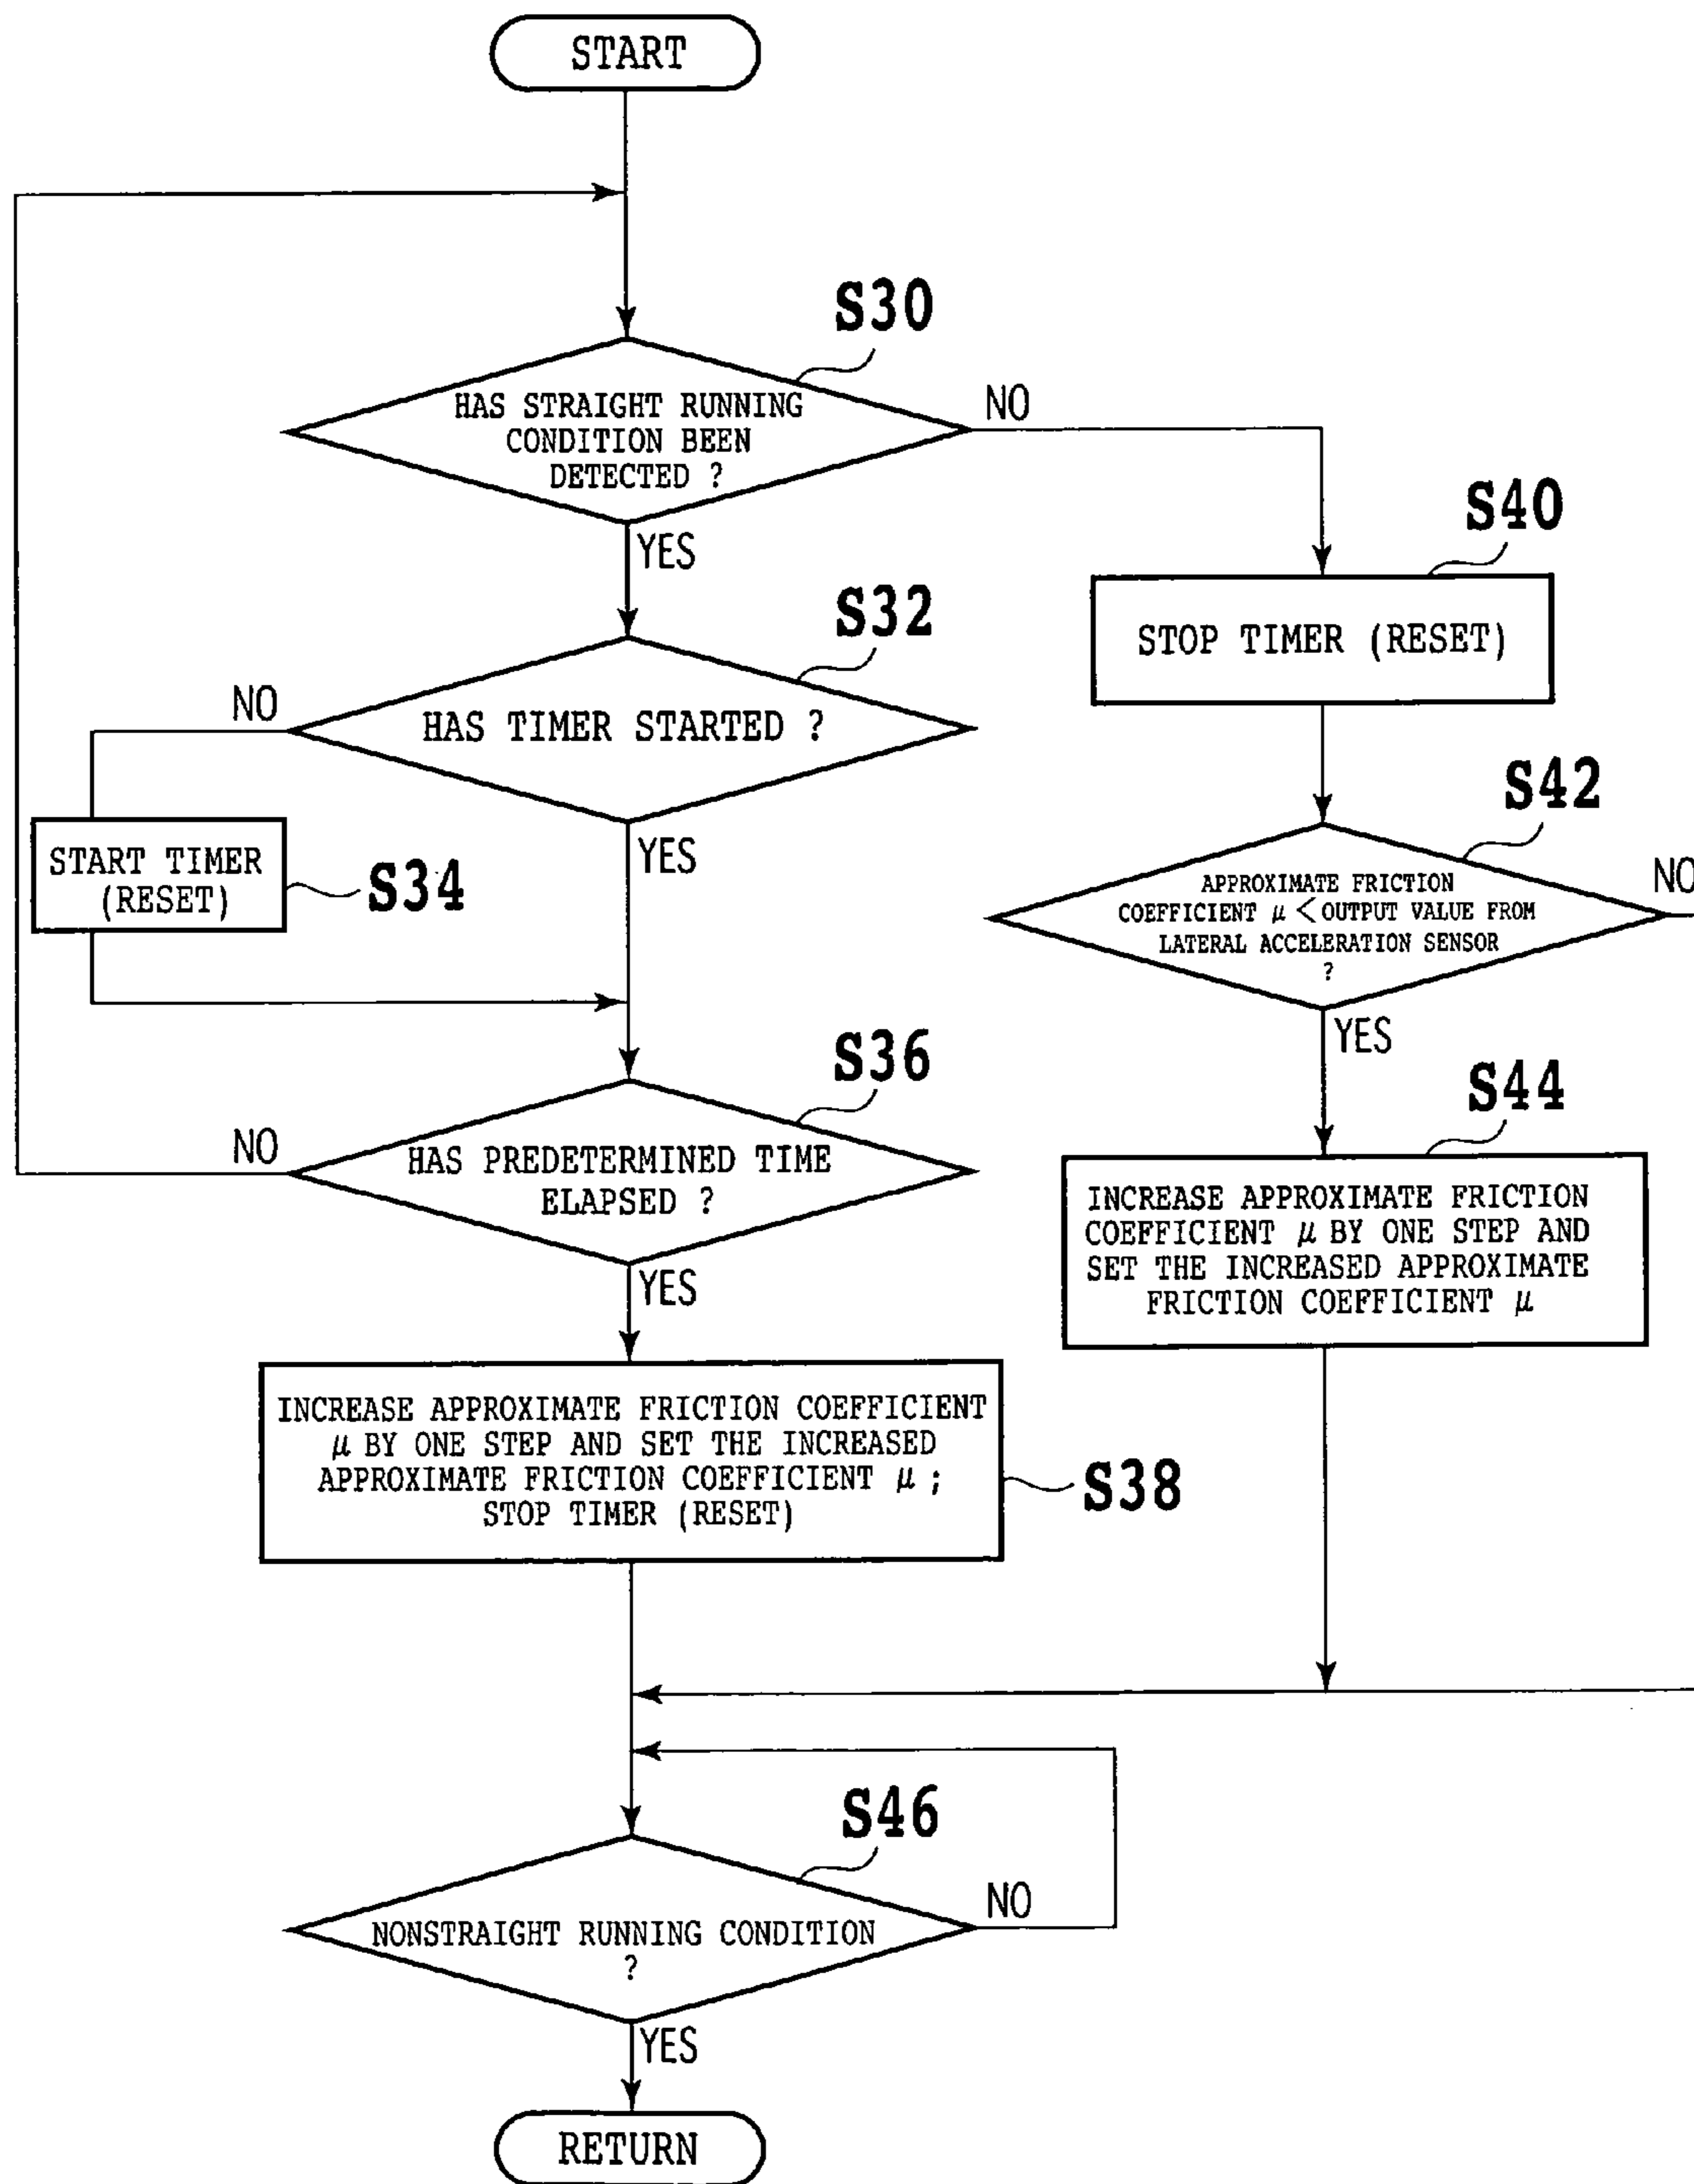 START
S30
HAS STRAIGHT RUNNING
CONDITION BEEN
DETECTED ?
NO
YES
S40
STOP TIMER (RESET)
S32
HAS TIMER STARTED ?
NO
YES
START TIMER
(RESET)
S34
S42
APPROXIMATE FRICTION
COEFFICIENT μ < OUTPUT VALUE FROM
LATERAL ACCELERATION SENSOR
?
NO
YES
S36
HAS PREDETERMINED TIME
ELAPSED ?
NO
YES
S44
INCREASE APPROXIMATE FRICTION
COEFFICIENT μ BY ONE STEP AND
SET THE INCREASED APPROXIMATE
FRICTION COEFFICIENT μ
INCREASE APPROXIMATE FRICTION COEFFICIENT
μ BY ONE STEP AND SET THE INCREASED
APPROXIMATE FRICTION COEFFICIENT μ ;
STOP TIMER (RESET)
S38
S46
NONSTRAIGHT RUNNING CONDITION
?
NO
YES
RETURN